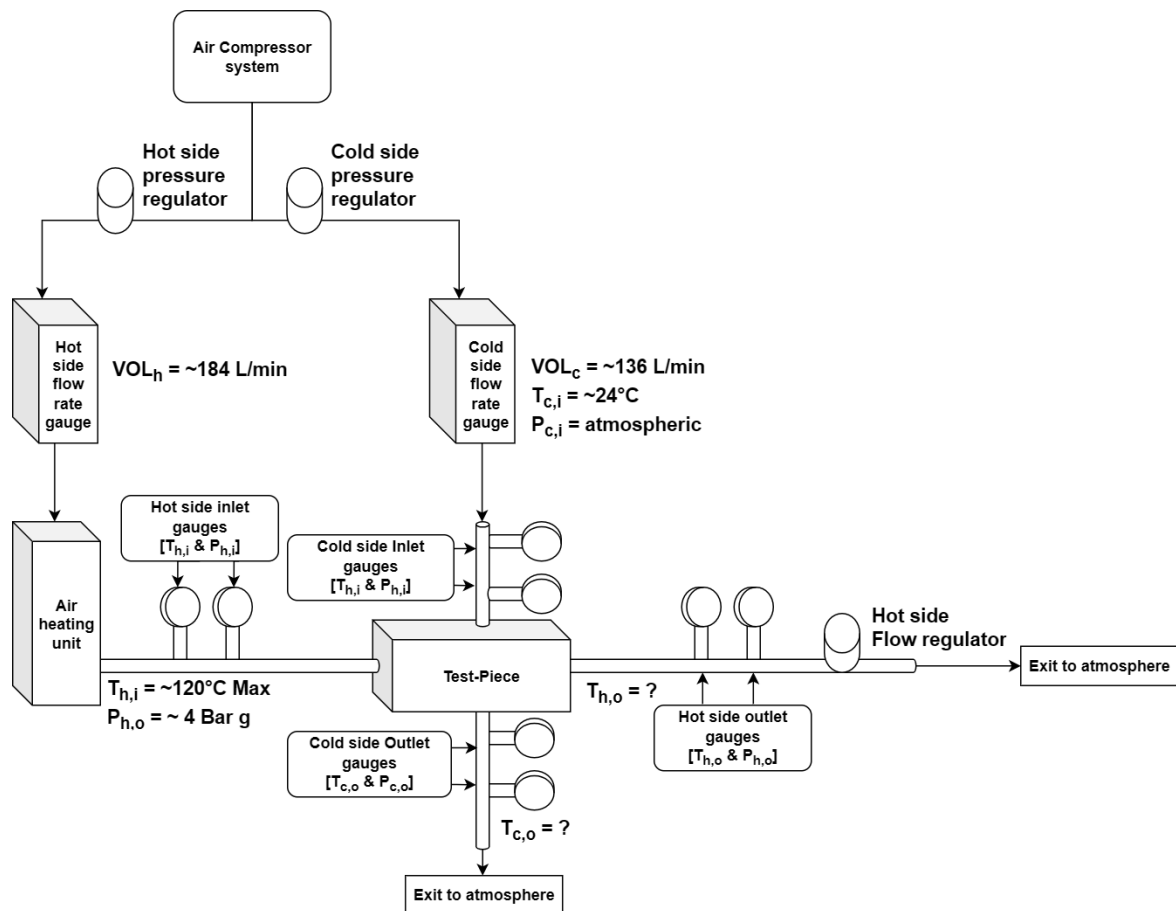 Air Compressor
system
Hot side
pressure
regulator
Cold side
pressure
regulator
Hot
side
flow
rate
gauge
VOLh = ~184 L/min
Cold
side
flow
rate
gauge
VOLc = ~136 L/min
Tc,i = ~24°C
Pc,i = atmospheric
Hot side inlet
gauges
[Th,i & Ph,i]
Cold side Inlet
gauges
[Th,i & Ph,i]
Air
heating
unit
Th,i = ~120°C Max
Ph,o = ~ 4 Bar g
Test-Piece
Hot side
Flow regulator
Th,o = ?
Exit to atmosphere
Hot side outlet
gauges
[Th,o & Ph,o]
Cold side Outlet
gauges
[Tc,o & Pc,o]
Tc,o = ?
Exit to atmosphere